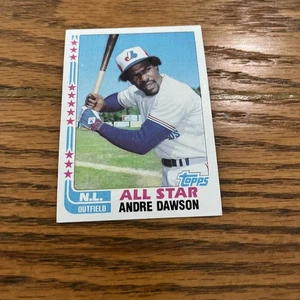 Topps
N.L.
OUTFIELD
ALL STAR
ANDRE DAWSON